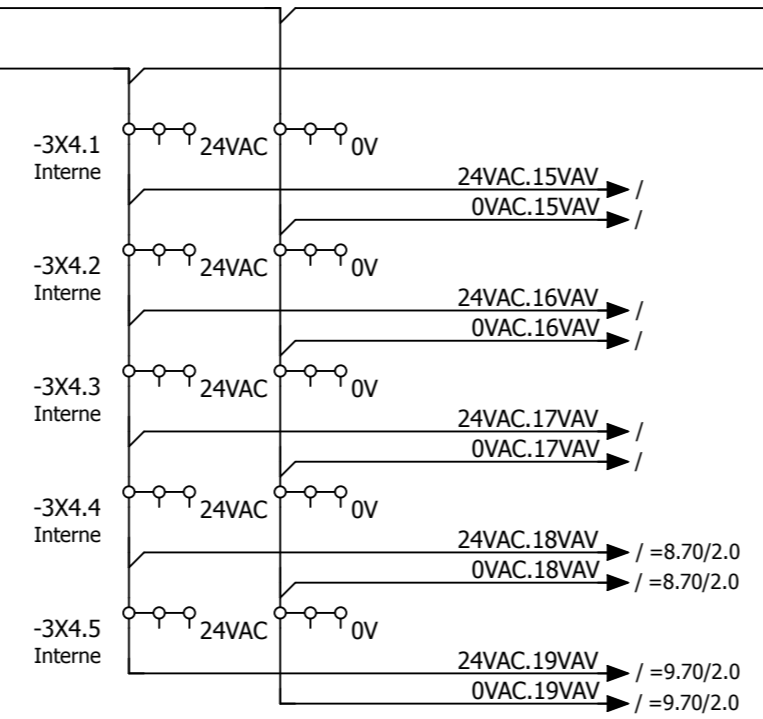 -3X4.1 24VAC 0V
Interne
24VAC.15VAV /
0VAC.15VAV /
-3X4.2 24VAC 0V
Interne
24VAC.16VAV /
0VAC.16VAV /
-3X4.3 24VAC 0V
Interne
24VAC.17VAV /
0VAC.17VAV /
-3X4.4 24VAC 0V
Interne
24VAC.18VAV / =8.70/2.0
0VAC.18VAV / =8.70/2.0
-3X4.5 24VAC 0V
Interne
24VAC.19VAV / =9.70/2.0
0VAC.19VAV / =9.70/2.0